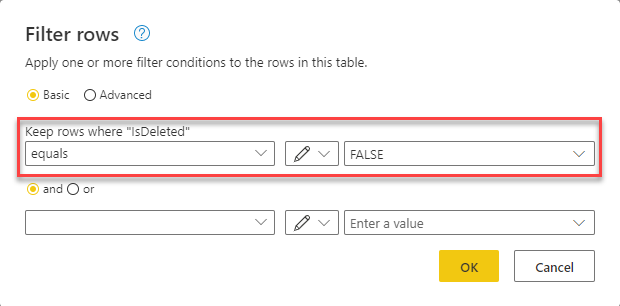 Filter rows ?
Apply one or more filter conditions to the rows in this table.
Basic Advanced
Keep rows where "IsDeleted"
equals FALSE
and or
Enter a value
OK Cancel